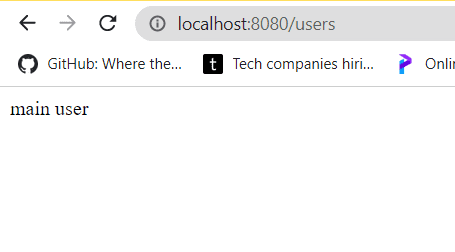 localhost:8080/users
GitHub: Where the... t Tech companies hiri... Onlin
main user